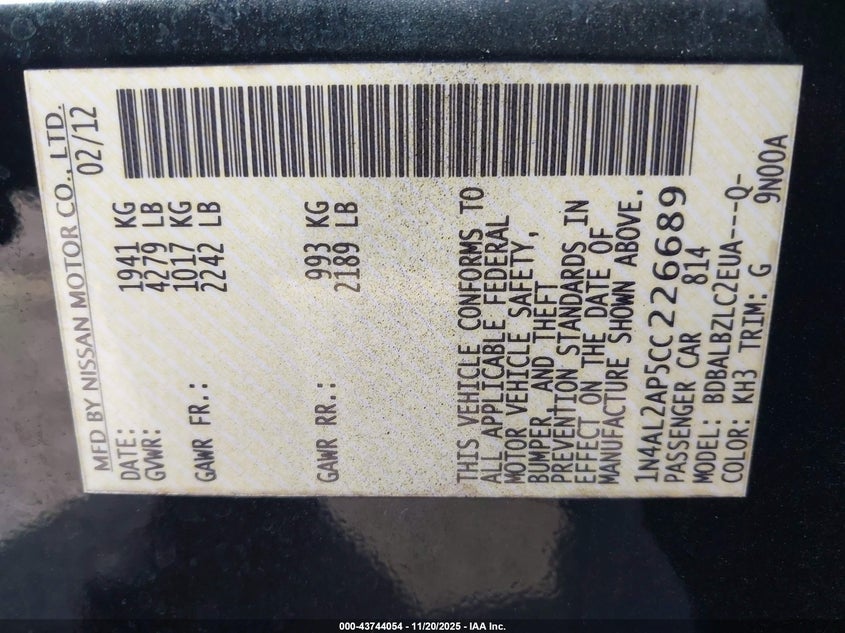 MFD BY NISSAN MOTOR CO., LTD.
DATE: 02/12
GVWR: 1941 KG
4279 LB
GAWR FR.: 1017 KG
2242 LB
GAWR RR.: 993 KG
2189 LB
THIS VEHICLE CONFORMS TO
ALL APPLICABLE FEDERAL
MOTOR VEHICLE SAFETY,
BUMPER, AND THEFT
PREVENTION STANDARDS IN
EFFECT ON THE DATE OF
MANUFACTURE SHOWN ABOVE.
1N4AL2AP5CC226689
PASSENGER CAR 814
MODEL: BDBALBZLC2EUA---Q-
COLOR: KH3 TRIM: G 9N00A
000-43744054 - 11/20/2025 - IAA Inc.